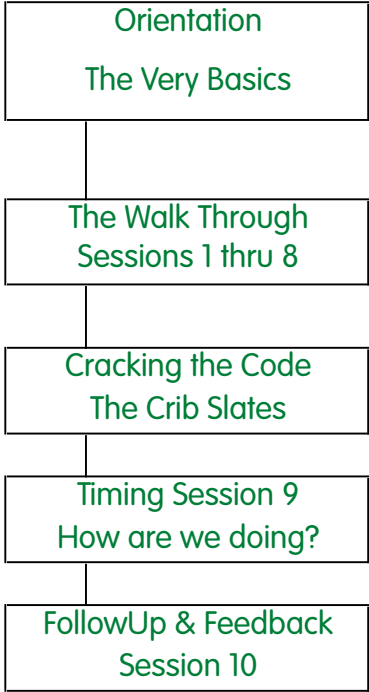 Orientation
The Very Basics
The Walk Through
Sessions 1 thru 8
Cracking the Code
The Crib Slates
Timing Session 9
How are we doing?
FollowUp & Feedback
Session 10